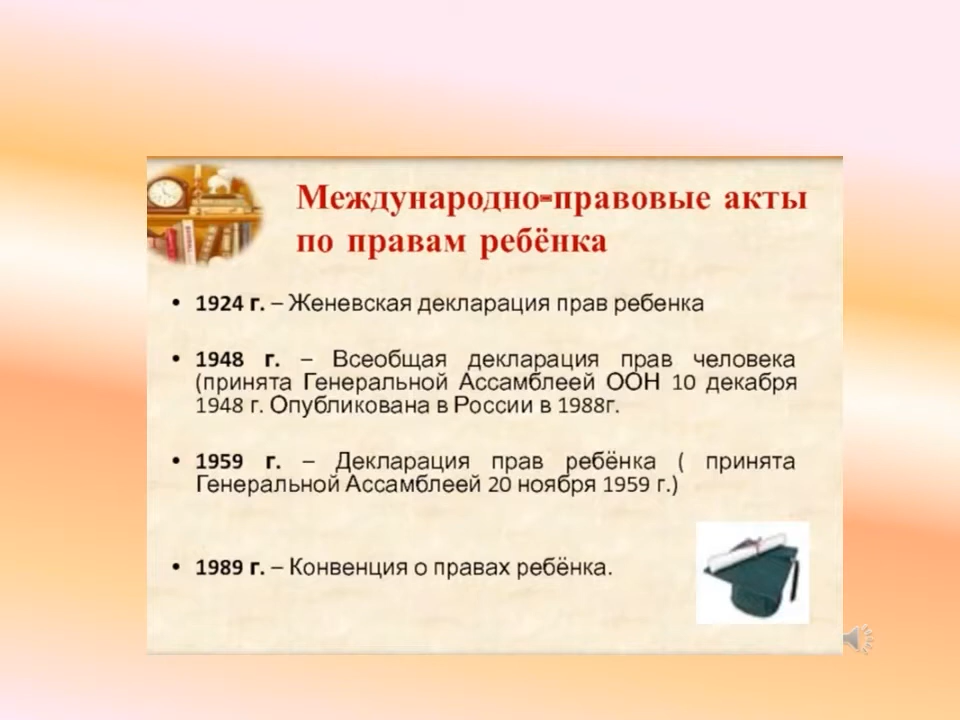 Международно-правовые акты
по правам ребёнка
• 1924 г. – Женевская декларация прав ребенка
• 1948 г. – Всеобщая декларация прав человека
(принята Генеральной Ассамблеей ООН 10 декабря
1948 г. Опубликована в России в 1988г.
• 1959 г. – Декларация прав ребёнка ( принята
Генеральной Ассамблеей 20 ноября 1959 г.)
• 1989 г. – Конвенция о правах ребёнка.